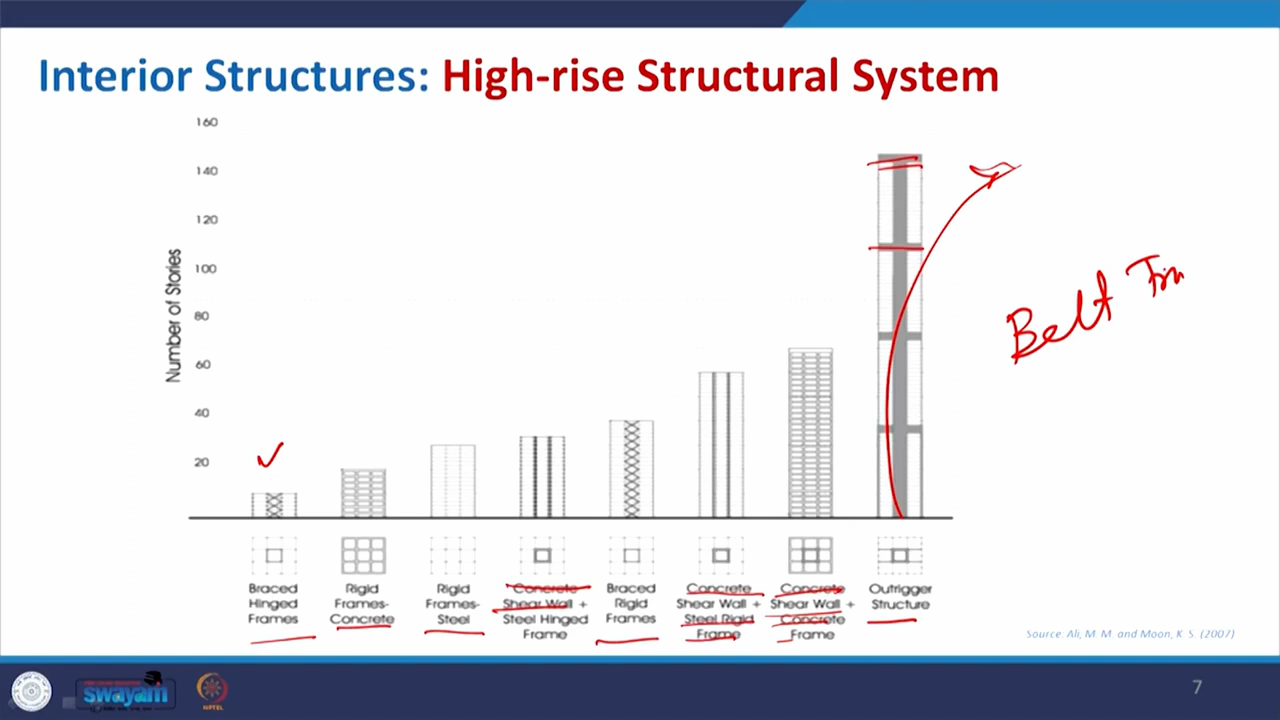 Interior Structures: High-rise Structural System
160
140
120
100
80
60
40
20
Number of Stories
Braced
Hinged
Frames
Rigid
Frames-
Concrete
Rigid
Frames-
Steel
Concrete
Shear Wall +
Steel Hinged
Frame
Braced
Rigid
Frames
Concrete
Shear Wall +
Steel Rigid
Frame
Concrete
Shear Wall +
Concrete
Frame
Outrigger
Structure
Belt
Source: Ali, M. M. and Moon, K. S. (2007)
swayam
NPTEL
7